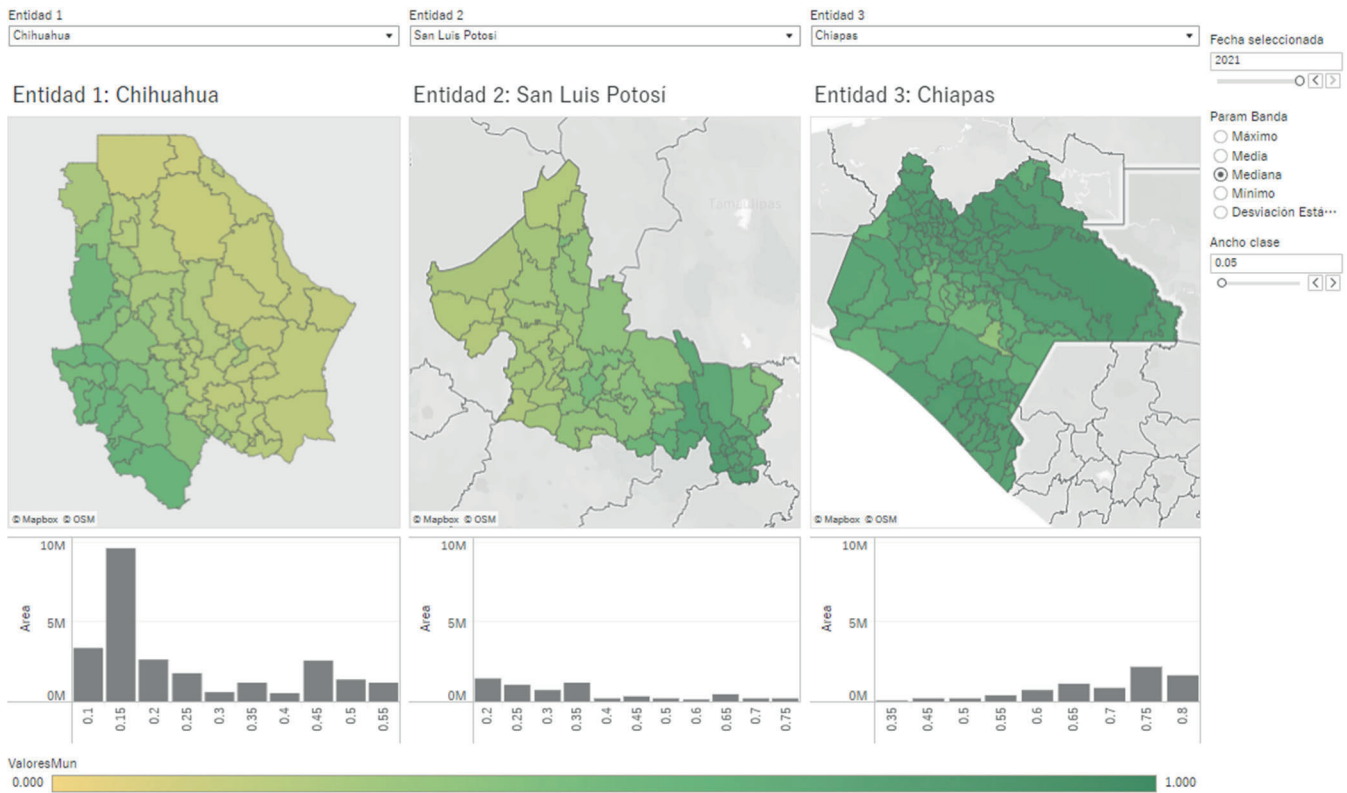 Entidad 1
Chihuahua
Entidad 2
San Luis Potosí
Entidad 3
Chiapas
Fecha seleccionada
2021
Param Banda
Máximo
Media
Mediana
Mínimo
Desviación Está···
Ancho clase
0.05
Entidad 1: Chihuahua
Entidad 2: San Luis Potosí
Entidad 3: Chiapas
Tamaulipas
© Mapbox © OSM
© Mapbox © OSM
© Mapbox © OSM
10M
5M
0M
Area
0.1 0.15 0.2 0.25 0.3 0.35 0.4 0.45 0.5 0.55
10M
5M
0M
Area
0.2 0.25 0.3 0.35 0.4 0.45 0.5 0.55 0.6 0.65 0.7 0.75
10M
5M
0M
Area
0.35 0.45 0.5 0.55 0.6 0.65 0.7 0.75 0.8
ValoresMun
0.000 1.000